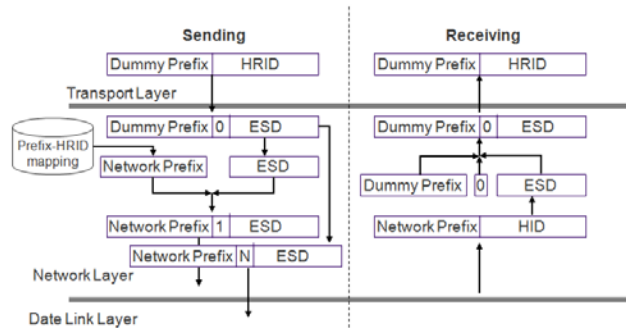 Sending
Receiving
Dummy Prefix HRID
Dummy Prefix HRID
Transport Layer
Dummy Prefix 0 ESD
Dummy Prefix 0 ESD
Prefix-HRID
mapping
Network Prefix
ESD
Dummy Prefix 0 ESD
Network Prefix 1 ESD
Network Prefix HID
Network Prefix N ESD
Network Layer
Date Link Layer